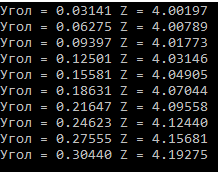 Угол = 0.03141 Z = 4.00197
Угол = 0.06275 Z = 4.00789
Угол = 0.09397 Z = 4.01773
Угол = 0.12501 Z = 4.03146
Угол = 0.15581 Z = 4.04905
Угол = 0.18631 Z = 4.07044
Угол = 0.21647 Z = 4.09558
Угол = 0.24623 Z = 4.12440
Угол = 0.27555 Z = 4.15681
Угол = 0.30440 Z = 4.19275